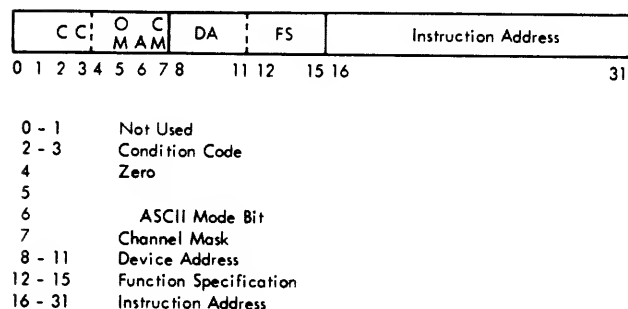 C C O M A C M DA FS Instruction Address
0 1 2 3 4 5 6 7 8 11 12 15 16 31
0 - 1 Not Used
2 - 3 Condition Code
4 Zero
5
6 ASCII Mode Bit
7 Channel Mask
8 - 11 Device Address
12 - 15 Function Specification
16 - 31 Instruction Address